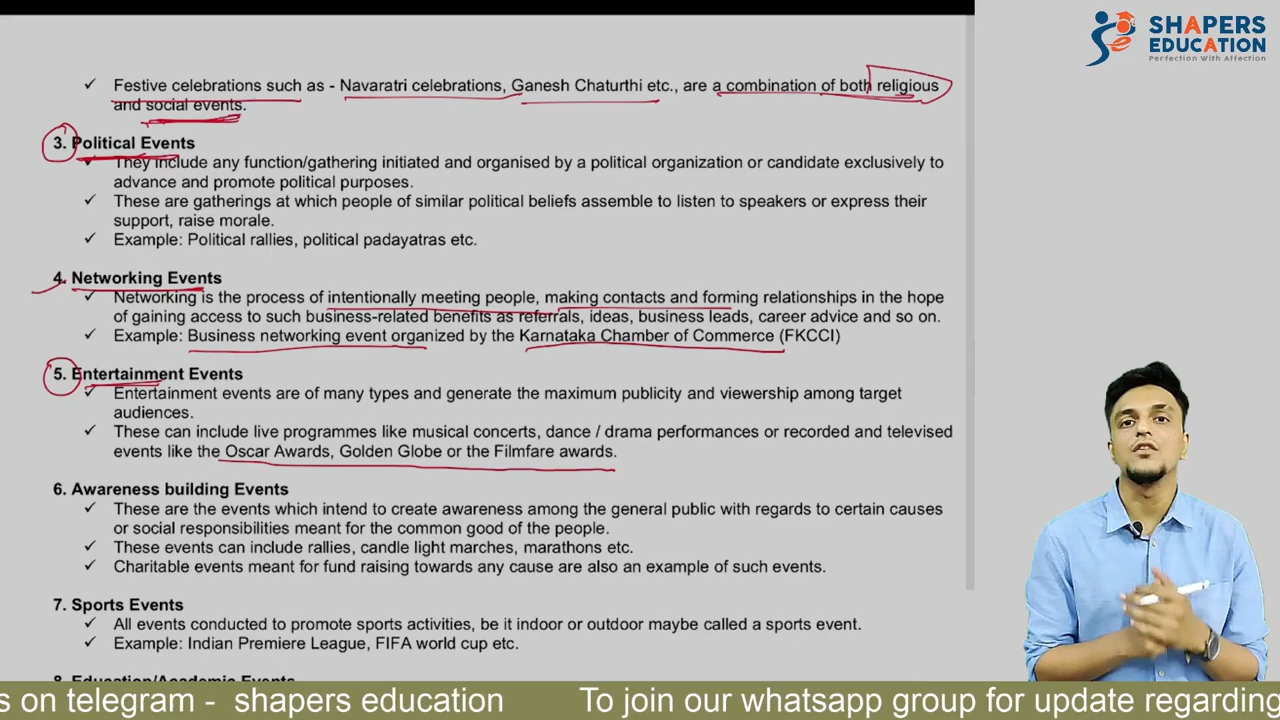 SHAPERS
EDUCATION
Perfection With Affection
✓ Festive celebrations such as - Navaratri celebrations, Ganesh Chaturthi etc., are a combination of both religious
and social events.
3. Political Events
✓ They include any function/gathering initiated and organised by a political organization or candidate exclusively to
advance and promote political purposes.
✓ These are gatherings at which people of similar political beliefs assemble to listen to speakers or express their
support, raise morale.
✓ Example: Political rallies, political padayatras etc.
4. Networking Events
✓ Networking is the process of intentionally meeting people, making contacts and forming relationships in the hope
of gaining access to such business-related benefits as referrals, ideas, business leads, career advice and so on.
✓ Example: Business networking event organized by the Karnataka Chamber of Commerce (FKCCI)
5. Entertainment Events
✓ Entertainment events are of many types and generate the maximum publicity and viewership among target
audiences.
✓ These can include live programmes like musical concerts, dance / drama performances or recorded and televised
events like the Oscar Awards, Golden Globe or the Filmfare awards.
6. Awareness building Events
✓ These are the events which intend to create awareness among the general public with regards to certain causes
or social responsibilities meant for the common good of the people.
✓ These events can include rallies, candle light marches, marathons etc.
✓ Charitable events meant for fund raising towards any cause are also an example of such events.
7. Sports Events
✓ All events conducted to promote sports activities, be it indoor or outdoor maybe called a sports event.
✓ Example: Indian Premiere League, FIFA world cup etc.
8. Education/Academic Events
s on telegram - shapers education To join our whatsapp group for update regarding